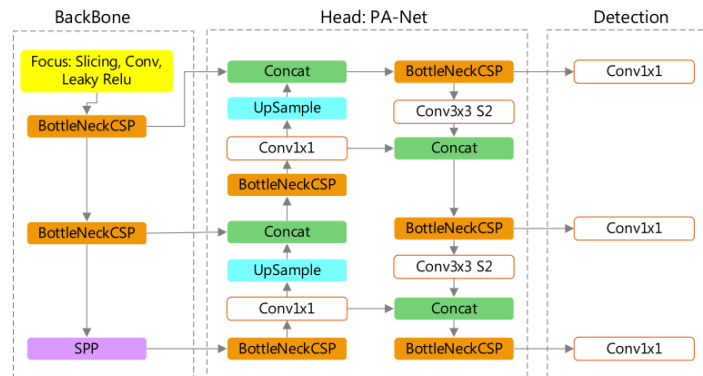 BackBone
Head: PA-Net
Detection
Focus: Slicing, Conv,
Leaky Relu
BottleNeckCSP
BottleNeckCSP
SPP
Concat
UpSample
Conv1x1
BottleNeckCSP
Concat
UpSample
Conv1x1
BottleNeckCSP
BottleNeckCSP
Conv3x3 S2
Concat
BottleNeckCSP
Conv3x3 S2
Concat
BottleNeckCSP
Conv1x1
Conv1x1
Conv1x1